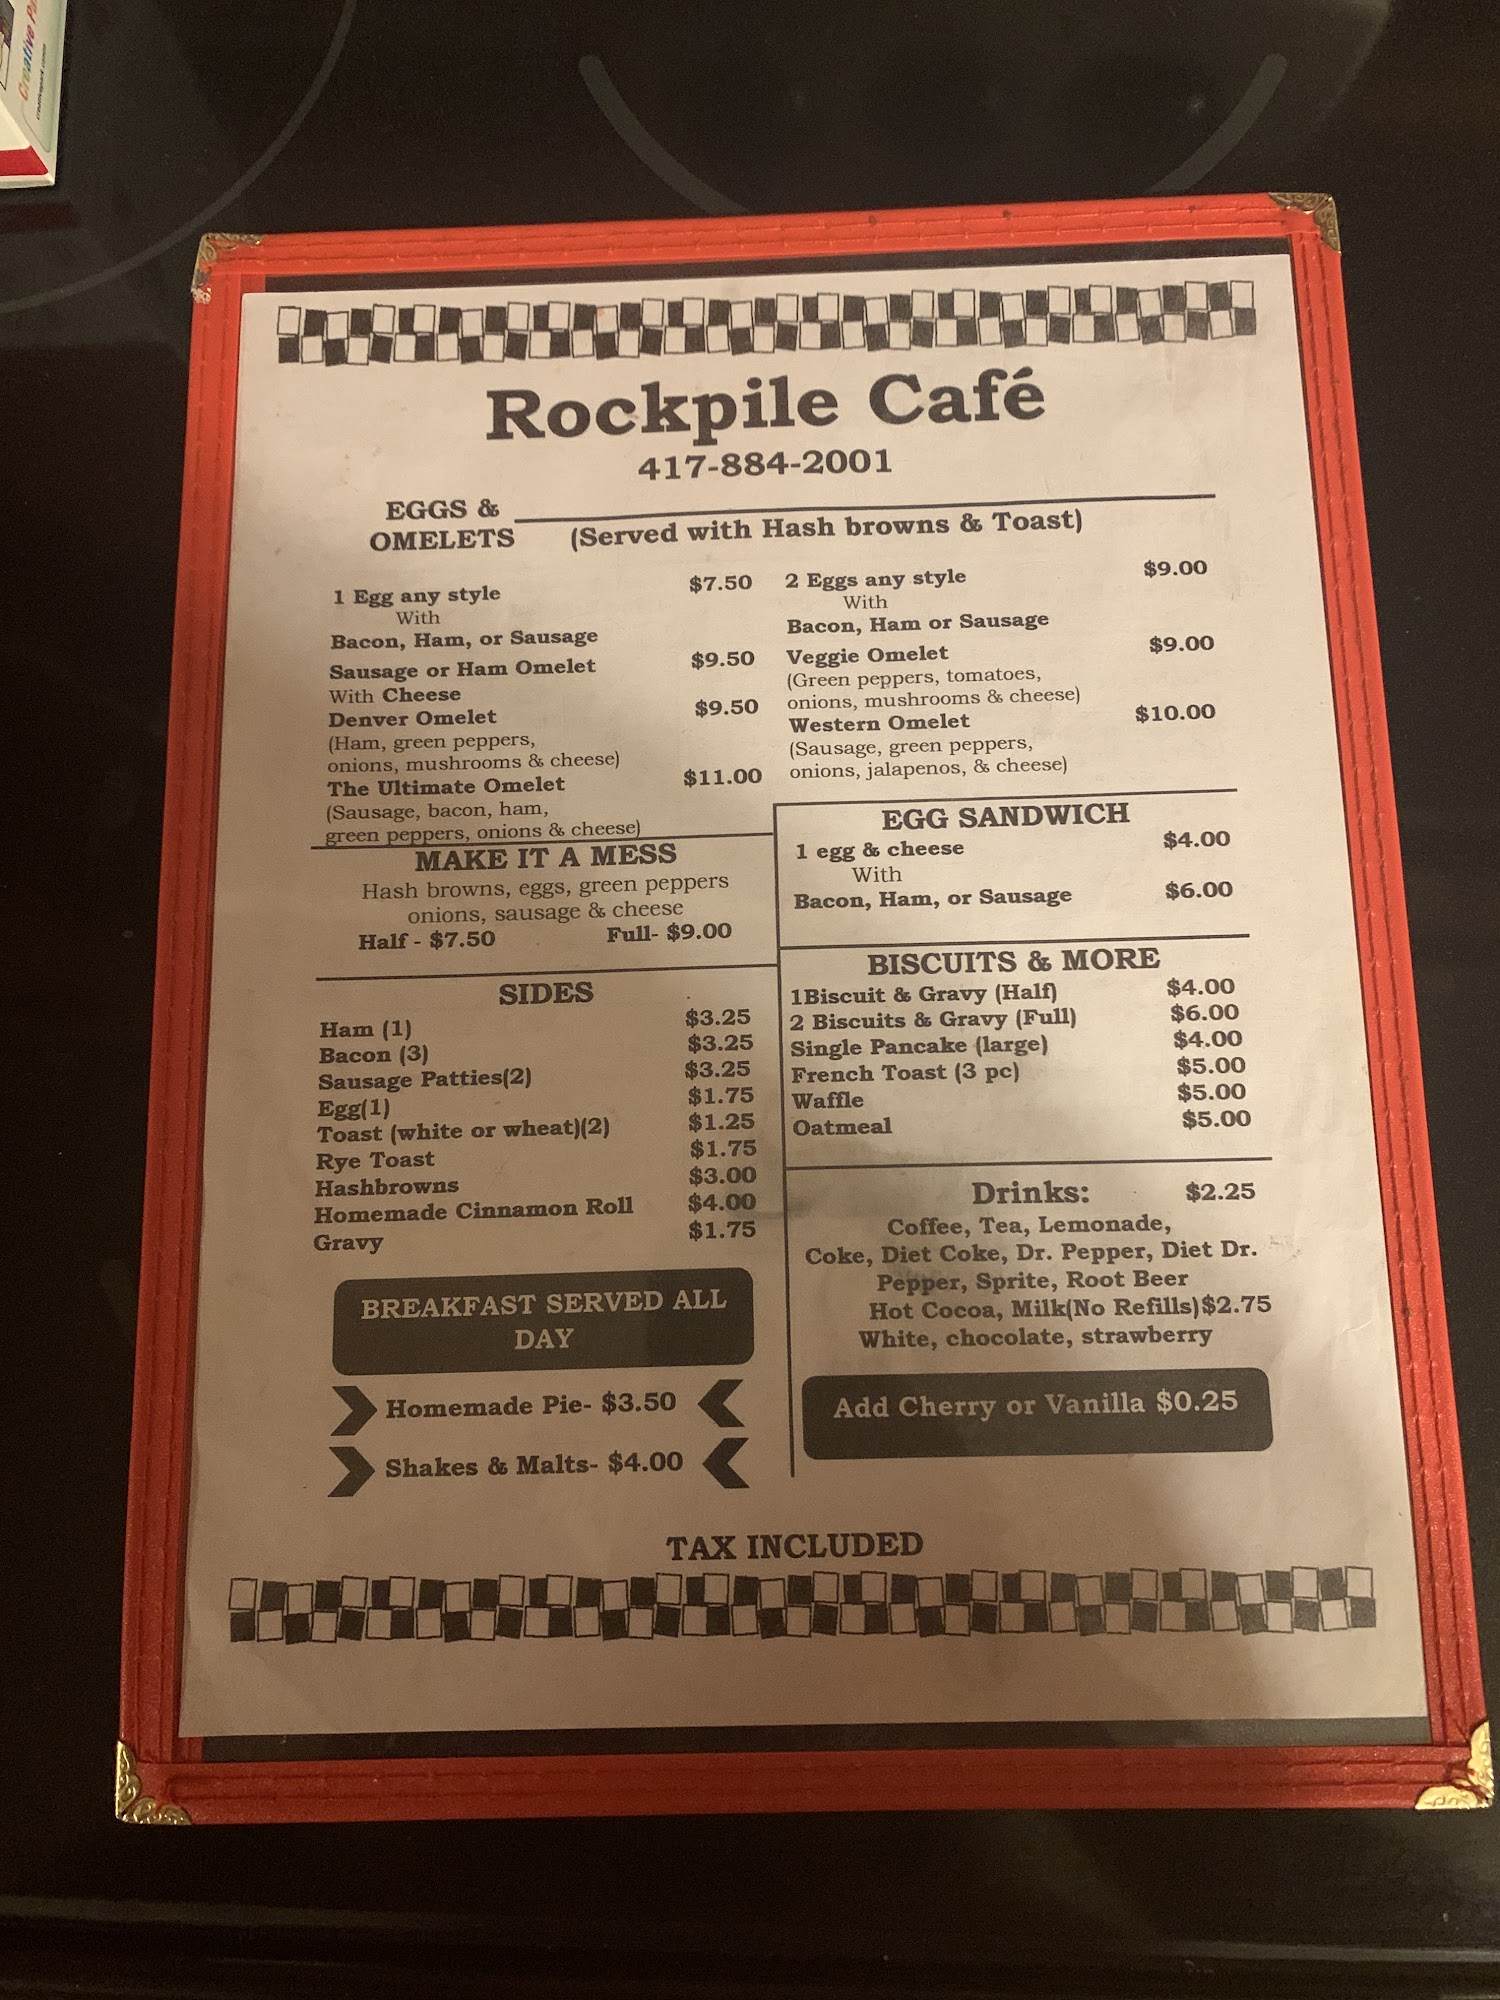 Creative Pa
Rockpile Café
417-884-2001
EGGS &
OMELETS
(Served with Hash browns & Toast)
1 Egg any style $7.50
With
Bacon, Ham, or Sausage
Sausage or Ham Omelet $9.50
With Cheese
Denver Omelet $9.50
(Ham, green peppers,
onions, mushrooms & cheese)
The Ultimate Omelet $11.00
(Sausage, bacon, ham,
green peppers, onions & cheese)
2 Eggs any style $9.00
With
Bacon, Ham or Sausage
Veggie Omelet $9.00
(Green peppers, tomatoes,
onions, mushrooms & cheese)
Western Omelet $10.00
(Sausage, green peppers,
onions, jalapenos, & cheese)
MAKE IT A MESS
Hash browns, eggs, green peppers
onions, sausage & cheese
Half - $7.50 Full- $9.00
SIDES
Ham (1) $3.25
Bacon (3) $3.25
Sausage Patties(2) $3.25
Egg(1) $1.75
Toast (white or wheat)(2) $1.25
Rye Toast $1.75
Hashbrowns $3.00
Homemade Cinnamon Roll $4.00
Gravy $1.75
BREAKFAST SERVED ALL
DAY
Homemade Pie- $3.50
Shakes & Malts- $4.00
EGG SANDWICH
1 egg & cheese $4.00
With
Bacon, Ham, or Sausage $6.00
BISCUITS & MORE
1Biscuit & Gravy (Half) $4.00
2 Biscuits & Gravy (Full) $6.00
Single Pancake (large) $4.00
French Toast (3 pc) $5.00
Waffle $5.00
Oatmeal $5.00
Drinks: $2.25
Coffee, Tea, Lemonade,
Coke, Diet Coke, Dr. Pepper, Diet Dr.
Pepper, Sprite, Root Beer
Hot Cocoa, Milk(No Refills)$2.75
White, chocolate, strawberry
Add Cherry or Vanilla $0.25
TAX INCLUDED